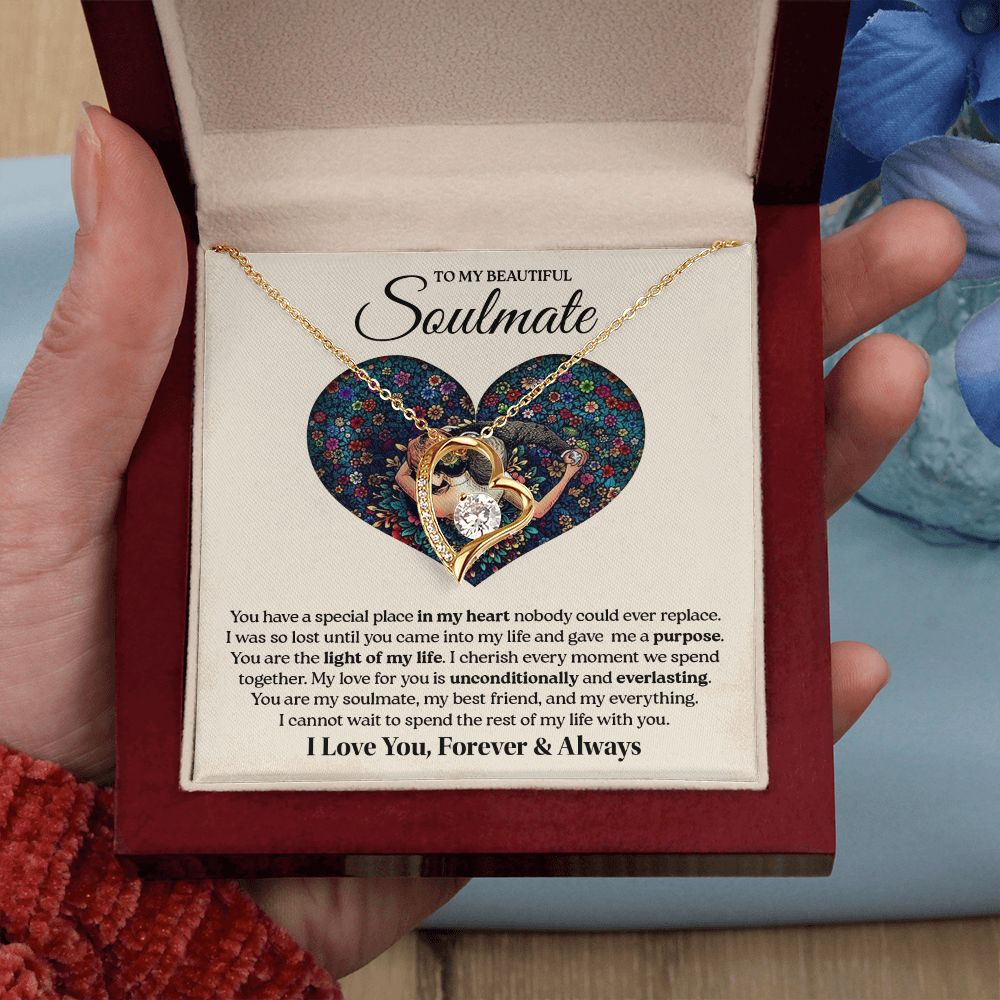 TO MY BEAUTIFUL
Soulmate
You have a special place in my heart nobody could ever replace.
I was so lost until you came into my life and gave me a purpose.
You are the light of my life. I cherish every moment we spend
together. My love for you is unconditionally and everlasting.
You are my soulmate, my best friend, and my everything.
I cannot wait to spend the rest of my life with you.
I Love You, Forever & Always